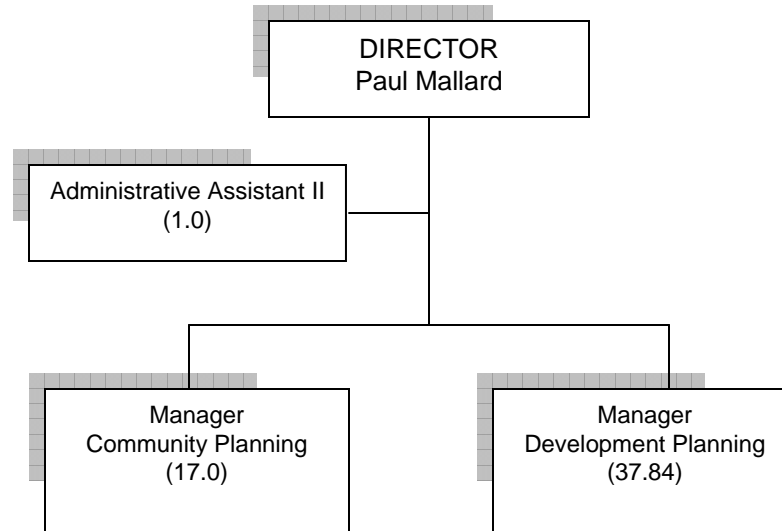 DIRECTOR
Paul Mallard
Administrative Assistant II
(1.0)
Manager
Community Planning
(17.0)
Manager
Development Planning
(37.84)